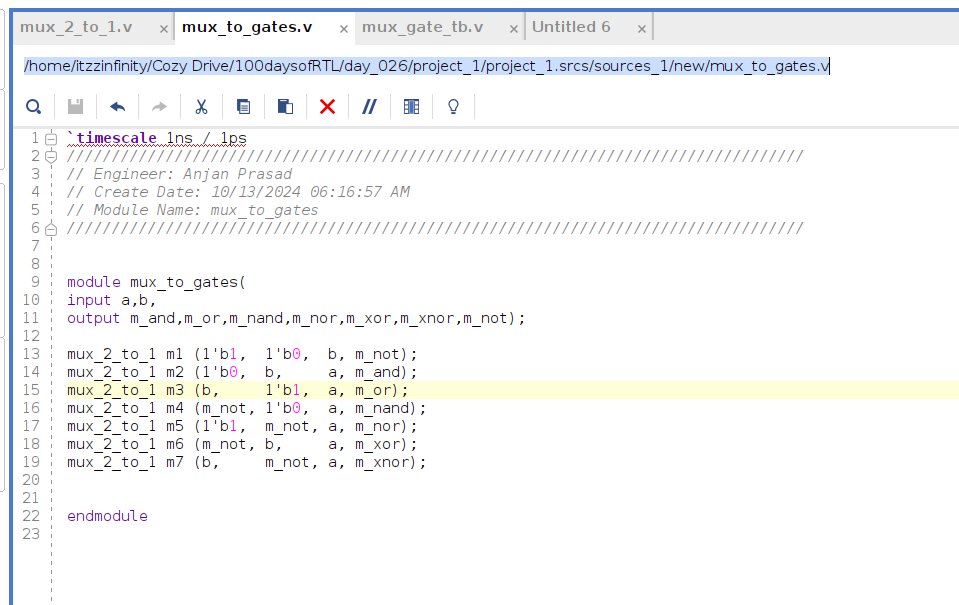 mux_2_to_1.v × mux_to_gates.v × mux_gate_tb.v × Untitled 6 ×
/home/itzzinfinity/Cozy Drive/100daysofRTL/day_026/project_1/project_1.srcs/sources_1/new/mux_to_gates.v
1 `timescale 1ns / 1ps
2 //////////////////////////////////////////////////////////////////////////////////
3 // Engineer: Anjan Prasad
4 // Create Date: 10/13/2024 06:16:57 AM
5 // Module Name: mux_to_gates
6 //////////////////////////////////////////////////////////////////////////////////
7
8
9 module mux_to_gates(
10 input a,b,
11 output m_and,m_or,m_nand,m_nor,m_xor,m_xnor,m_not);
12
13 mux_2_to_1 m1 (1'b1,  1'b0,  b, m_not);
14 mux_2_to_1 m2 (1'b0,  b,     a, m_and);
15 mux_2_to_1 m3 (b,     1'b1,  a, m_or);
16 mux_2_to_1 m4 (m_not, 1'b0,  a, m_nand);
17 mux_2_to_1 m5 (1'b1,  m_not, a, m_nor);
18 mux_2_to_1 m6 (m_not, b,     a, m_xor);
19 mux_2_to_1 m7 (b,     m_not, a, m_xnor);
20
21
22 endmodule
23